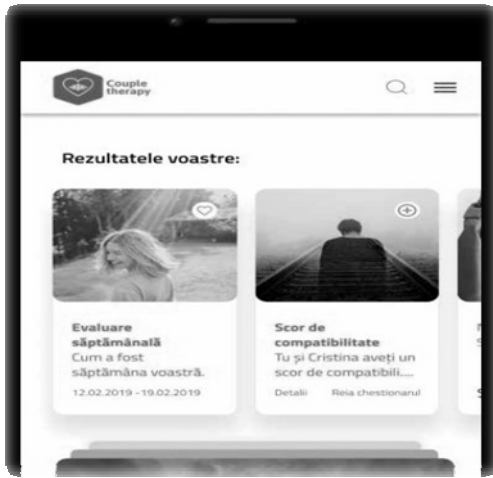 Couple
therapy
Rezultatele voastre:
Evaluare
săptămânală
Cum a fost
săptămâna voastră.
12.02.2019 - 19.02.2019
Scor de
compatibilitate
Tu și Cristina aveți un
scor de compatibili....
Detalii Reia chestionarul